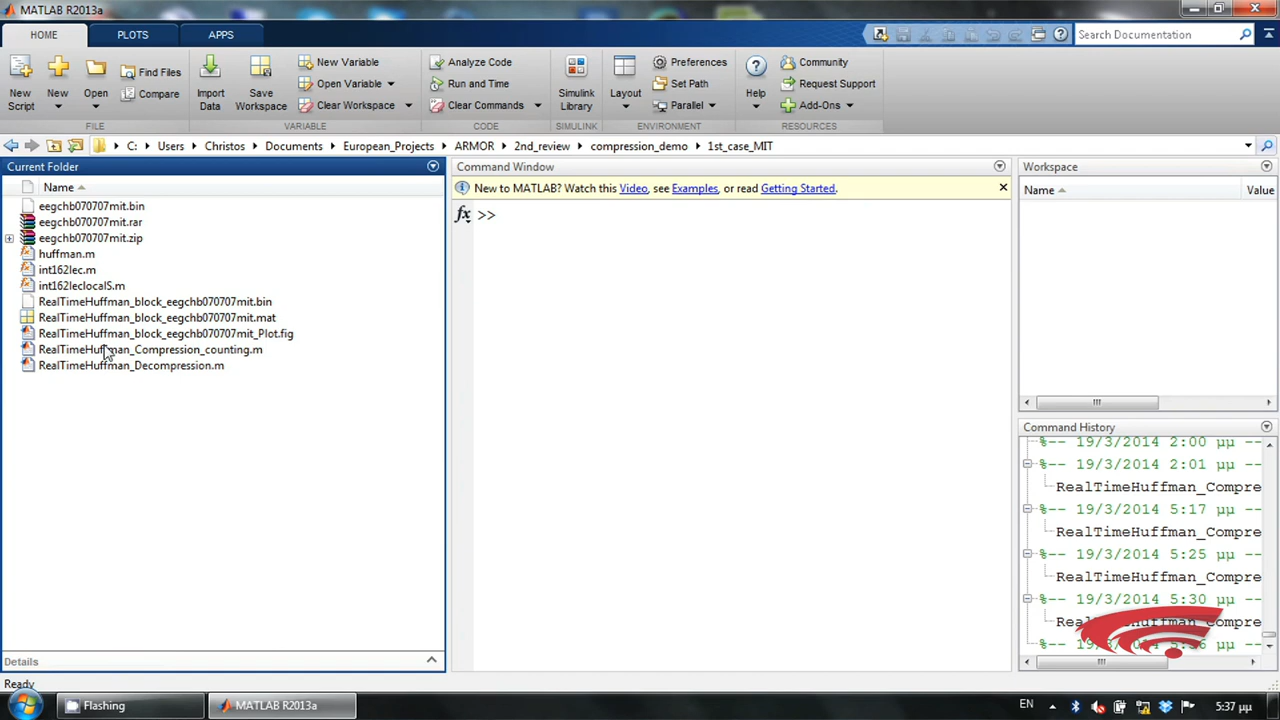 MATLAB R2013a
HOME PLOTS APPS Search Documentation
New Script New Open Find Files Compare Import Data Save Workspace New Variable Open Variable Clear Workspace Analyze Code Run and Time Clear Commands Simulink Library Layout Preferences Set Path Parallel Help Community Request Support Add-Ons
FILE VARIABLE CODE SIMULINK ENVIRONMENT RESOURCES
C: Users Christos Documents European_Projects ARMOR 2nd_review compression_demo 1st_case_MIT
Current Folder
Name
eegchb070707mit.bin
eegchb070707mit.rar
eegchb070707mit.zip
huffman.m
int162lec.m
int162leclocalS.m
RealTimeHuffman_block_eegchb070707mit.bin
RealTimeHuffman_block_eegchb070707mit.mat
RealTimeHuffman_block_eegchb070707mit_Plot.fig
RealTimeHuffman_Compression_counting.m
RealTimeHuffman_Decompression.m
Details
Command Window
New to MATLAB? Watch this Video, see Examples, or read Getting Started.
fx >>
Workspace
Name Value
Command History
%-- 19/3/2014 2:00 μμ --
%-- 19/3/2014 2:01 μμ --
RealTimeHuffman_Compre
%-- 19/3/2014 5:17 μμ --
RealTimeHuffman_Compre
%-- 19/3/2014 5:25 μμ --
RealTimeHuffman_Compre
%-- 19/3/2014 5:30 μμ --
RealTimeHuffman_Compre
Ready
Flashing MATLAB R2013a EN 5:37 μμ